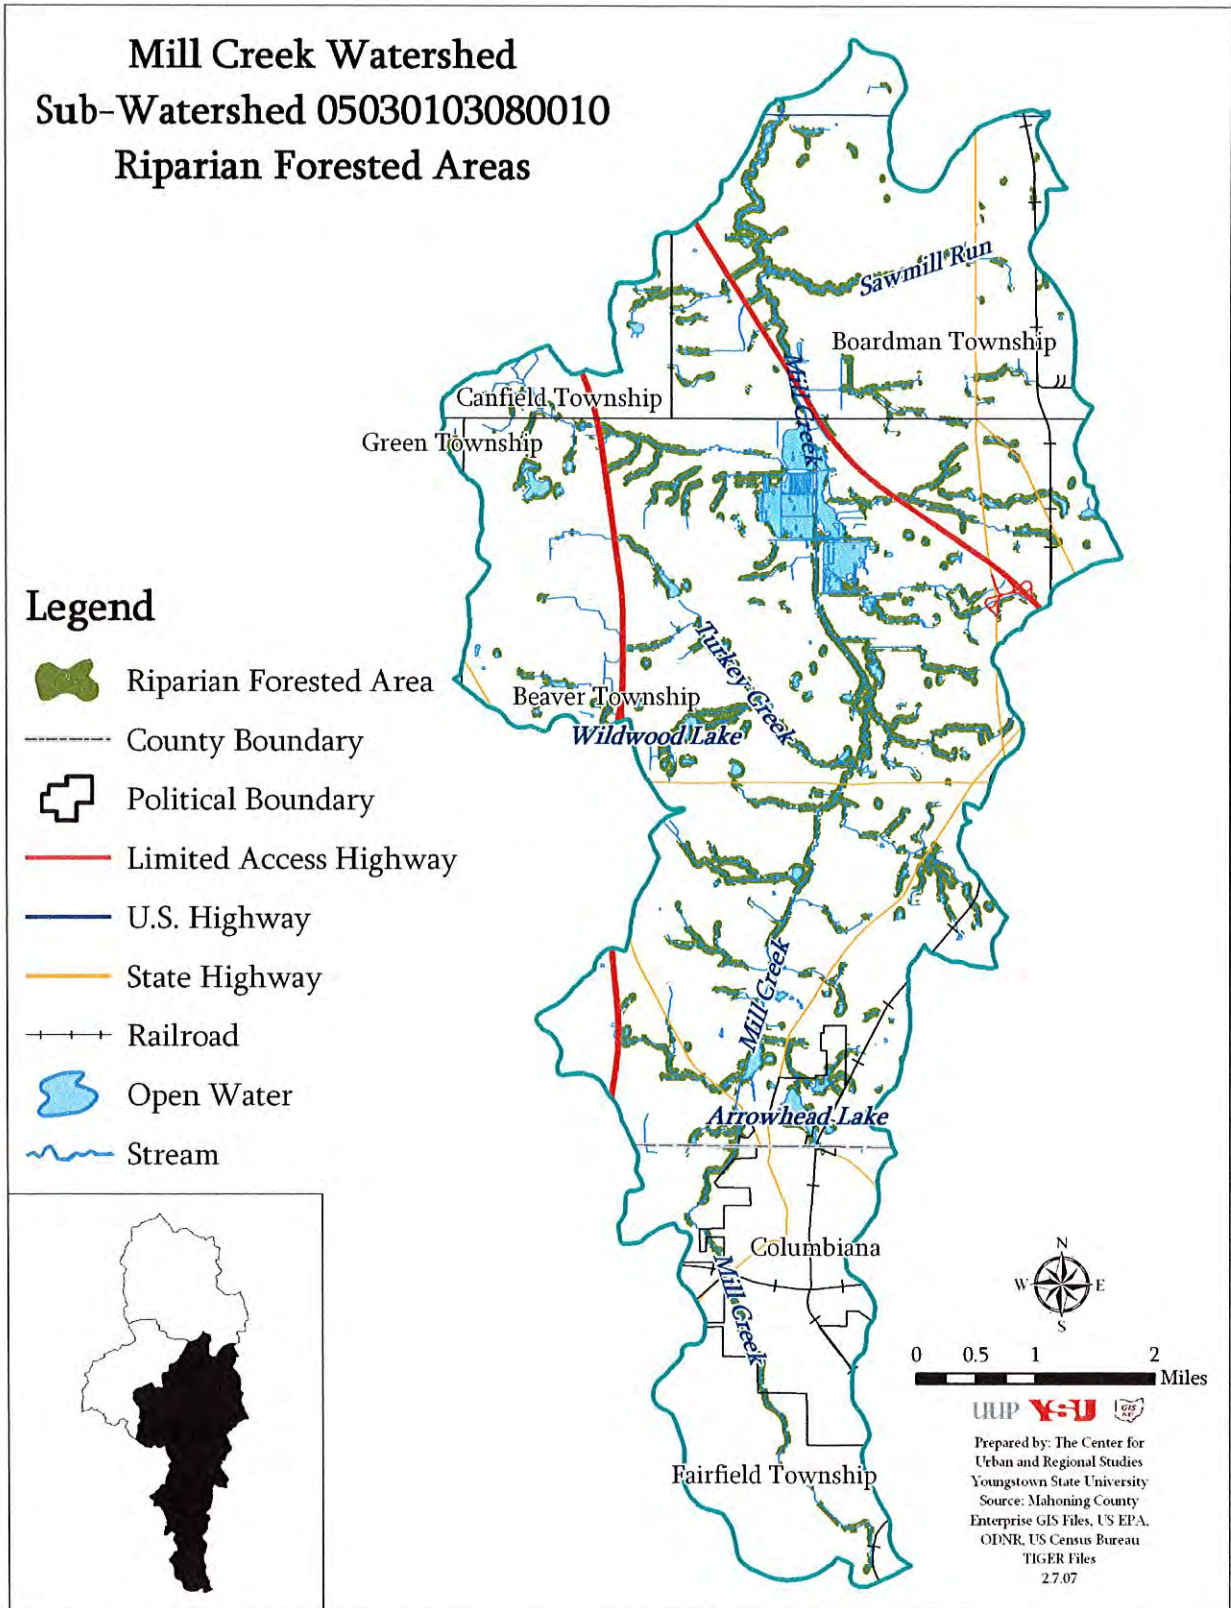 Mill Creek Watershed
Sub-Watershed 05030103080010
Riparian Forested Areas
Sawmill Run
Boardman Township
Mill Creek
Canfield Township
Green Township
Turkey Creek
Beaver Township
Wildwood Lake
Mill Creek
Arrowhead Lake
Columbiana
Mill Creek
Fairfield Township
Legend
Riparian Forested Area
County Boundary
Political Boundary
Limited Access Highway
U.S. Highway
State Highway
Railroad
Open Water
Stream
N
W E
S
0 0.5 1 2
Miles
UUP YSU GIS
Prepared by: The Center for
Urban and Regional Studies
Youngstown State University
Source: Mahoning County
Enterprise GIS Files, US EPA,
ODNR, US Census Bureau
TIGER Files
2.7.07